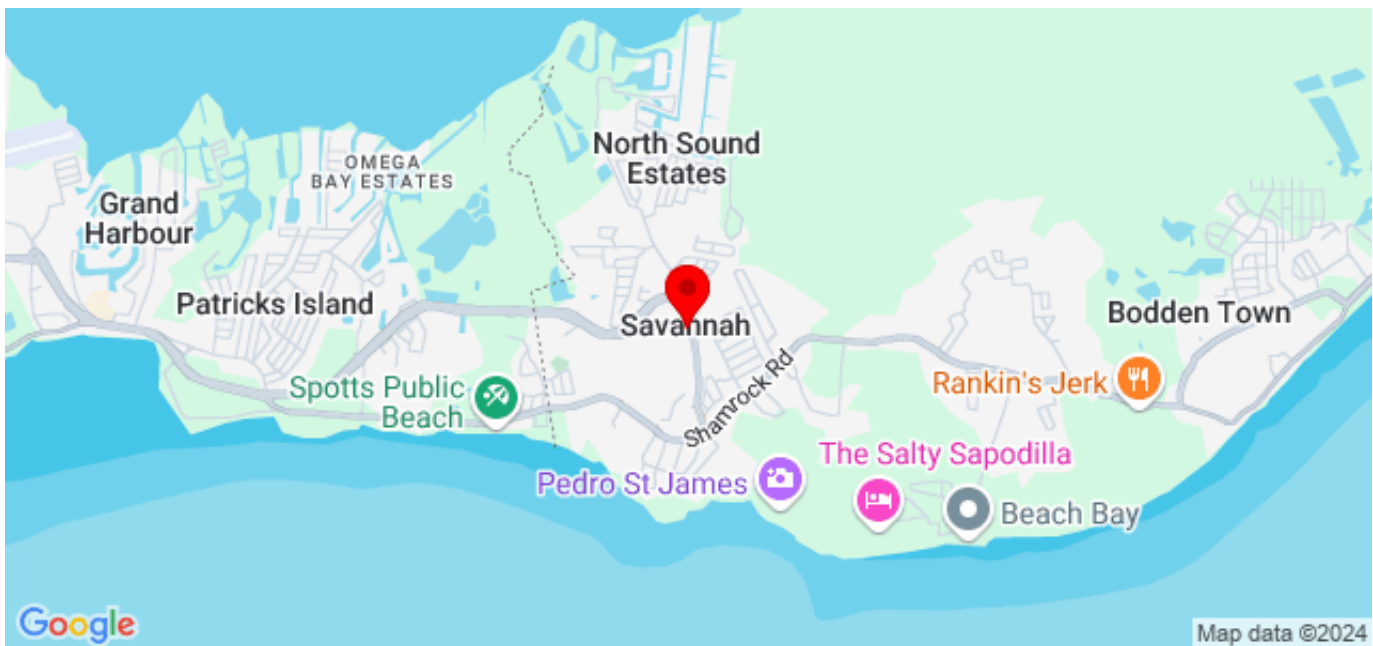 North Sound
Estates
OMEGA
BAY ESTATES
Grand
Harbour
Patricks Island
Savannah
Bodden Town
Spotts Public
Beach
Shamrock Rd
Rankin's Jerk
The Salty Sapodilla
Pedro St James
Beach Bay
Google
Map data ©2024